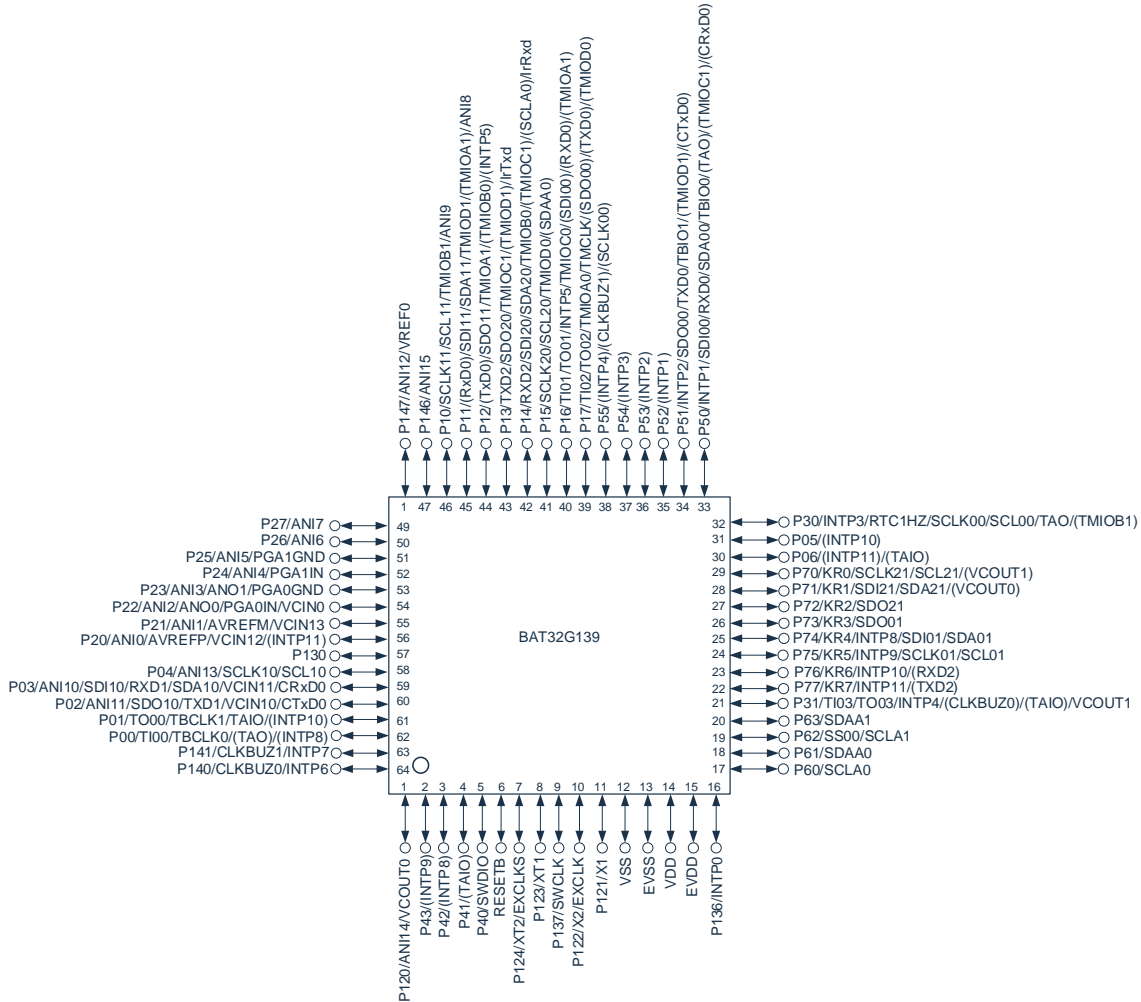 P147/ANI12/VREF0
P146/ANI15
P10/SCLK11/SCL11/TMIOB1/ANI9
P11/(RxD0)/SDI11/SDA11/TMIOD1/(TMIOA1)/ANI8
P12/(TxD0)/SDO11/TMIOA1/(TMIOB0)/(INTP5)
P13/TXD2/SDO20/TMIOC1/(TMIOD1)/IrTxd
P14/RXD2/SDI20/SDA20/TMIOB0/(TMIOC1)/(SCLA0)/IrRxd
P15/SCLK20/SCL20/TMIOD0/(SDAA0)
P16/TI01/TO01/INTP5/TMIOC0/(SDI00)/(RXD0)/(TMIOA1)
P17/TI02/TO02/TMIOA0/TMCLK/(SDO00)/(TXD0)/(TMIOD0)
P55/(INTP4)/(CLKBUZ1)/(SCLK00)
P54/(INTP3)
P53/(INTP2)
P52/(INTP1)
P51/INTP2/SDO00/TXD0/TBIO1/(TMIOD1)/(CTxD0)
P50/INTP1/SDI00/RXD0/SDA00/TBIO0/(TAO)/(TMIOC1)/(CRxD0)
1 47 46 45 44 43 42 41 40 39 38 37 36 35 34 33
P27/ANI7 49
P26/ANI6 50
P25/ANI5/PGA1GND 51
P24/ANI4/PGA1IN 52
P23/ANI3/ANO1/PGA0GND 53
P22/ANI2/ANO0/PGA0IN/VCIN0 54
P21/ANI1/AVREFM/VCIN13 55
P20/ANI0/AVREFP/VCIN12/(INTP11) 56
P130 57
P04/ANI13/SCLK10/SCL10 58
P03/ANI10/SDI10/RXD1/SDA10/VCIN11/CRxD0 59
P02/ANI11/SDO10/TXD1/VCIN10/CTxD0 60
P01/TO00/TBCLK1/TAIO/(INTP10) 61
P00/TI00/TBCLK0/(TAO)/(INTP8) 62
P141/CLKBUZ1/INTP7 63
P140/CLKBUZ0/INTP6 64
BAT32G139
32 P30/INTP3/RTC1HZ/SCLK00/SCL00/TAO/(TMIOB1)
31 P05/(INTP10)
30 P06/(INTP11)/(TAIO)
29 P70/KR0/SCLK21/SCL21/(VCOUT1)
28 P71/KR1/SDI21/SDA21/(VCOUT0)
27 P72/KR2/SDO21
26 P73/KR3/SDO01
25 P74/KR4/INTP8/SDI01/SDA01
24 P75/KR5/INTP9/SCLK01/SCL01
23 P76/KR6/INTP10/(RXD2)
22 P77/KR7/INTP11/(TXD2)
21 P31/TI03/TO03/INTP4/(CLKBUZ0)/(TAIO)/VCOUT1
20 P63/SDAA1
19 P62/SS00/SCLA1
18 P61/SDAA0
17 P60/SCLA0
1 2 3 4 5 6 7 8 9 10 11 12 13 14 15 16
P120/ANI14/VCOUT0
P43/(INTP9)
P42/(INTP8)
P41/(TAIO)
P40/SWDIO
RESETB
P124/XT2/EXCLKS
P123/XT1
P137/SWCLK
P122/X2/EXCLK
P121/X1
VSS
EVSS
VDD
EVDD
P136/INTP0